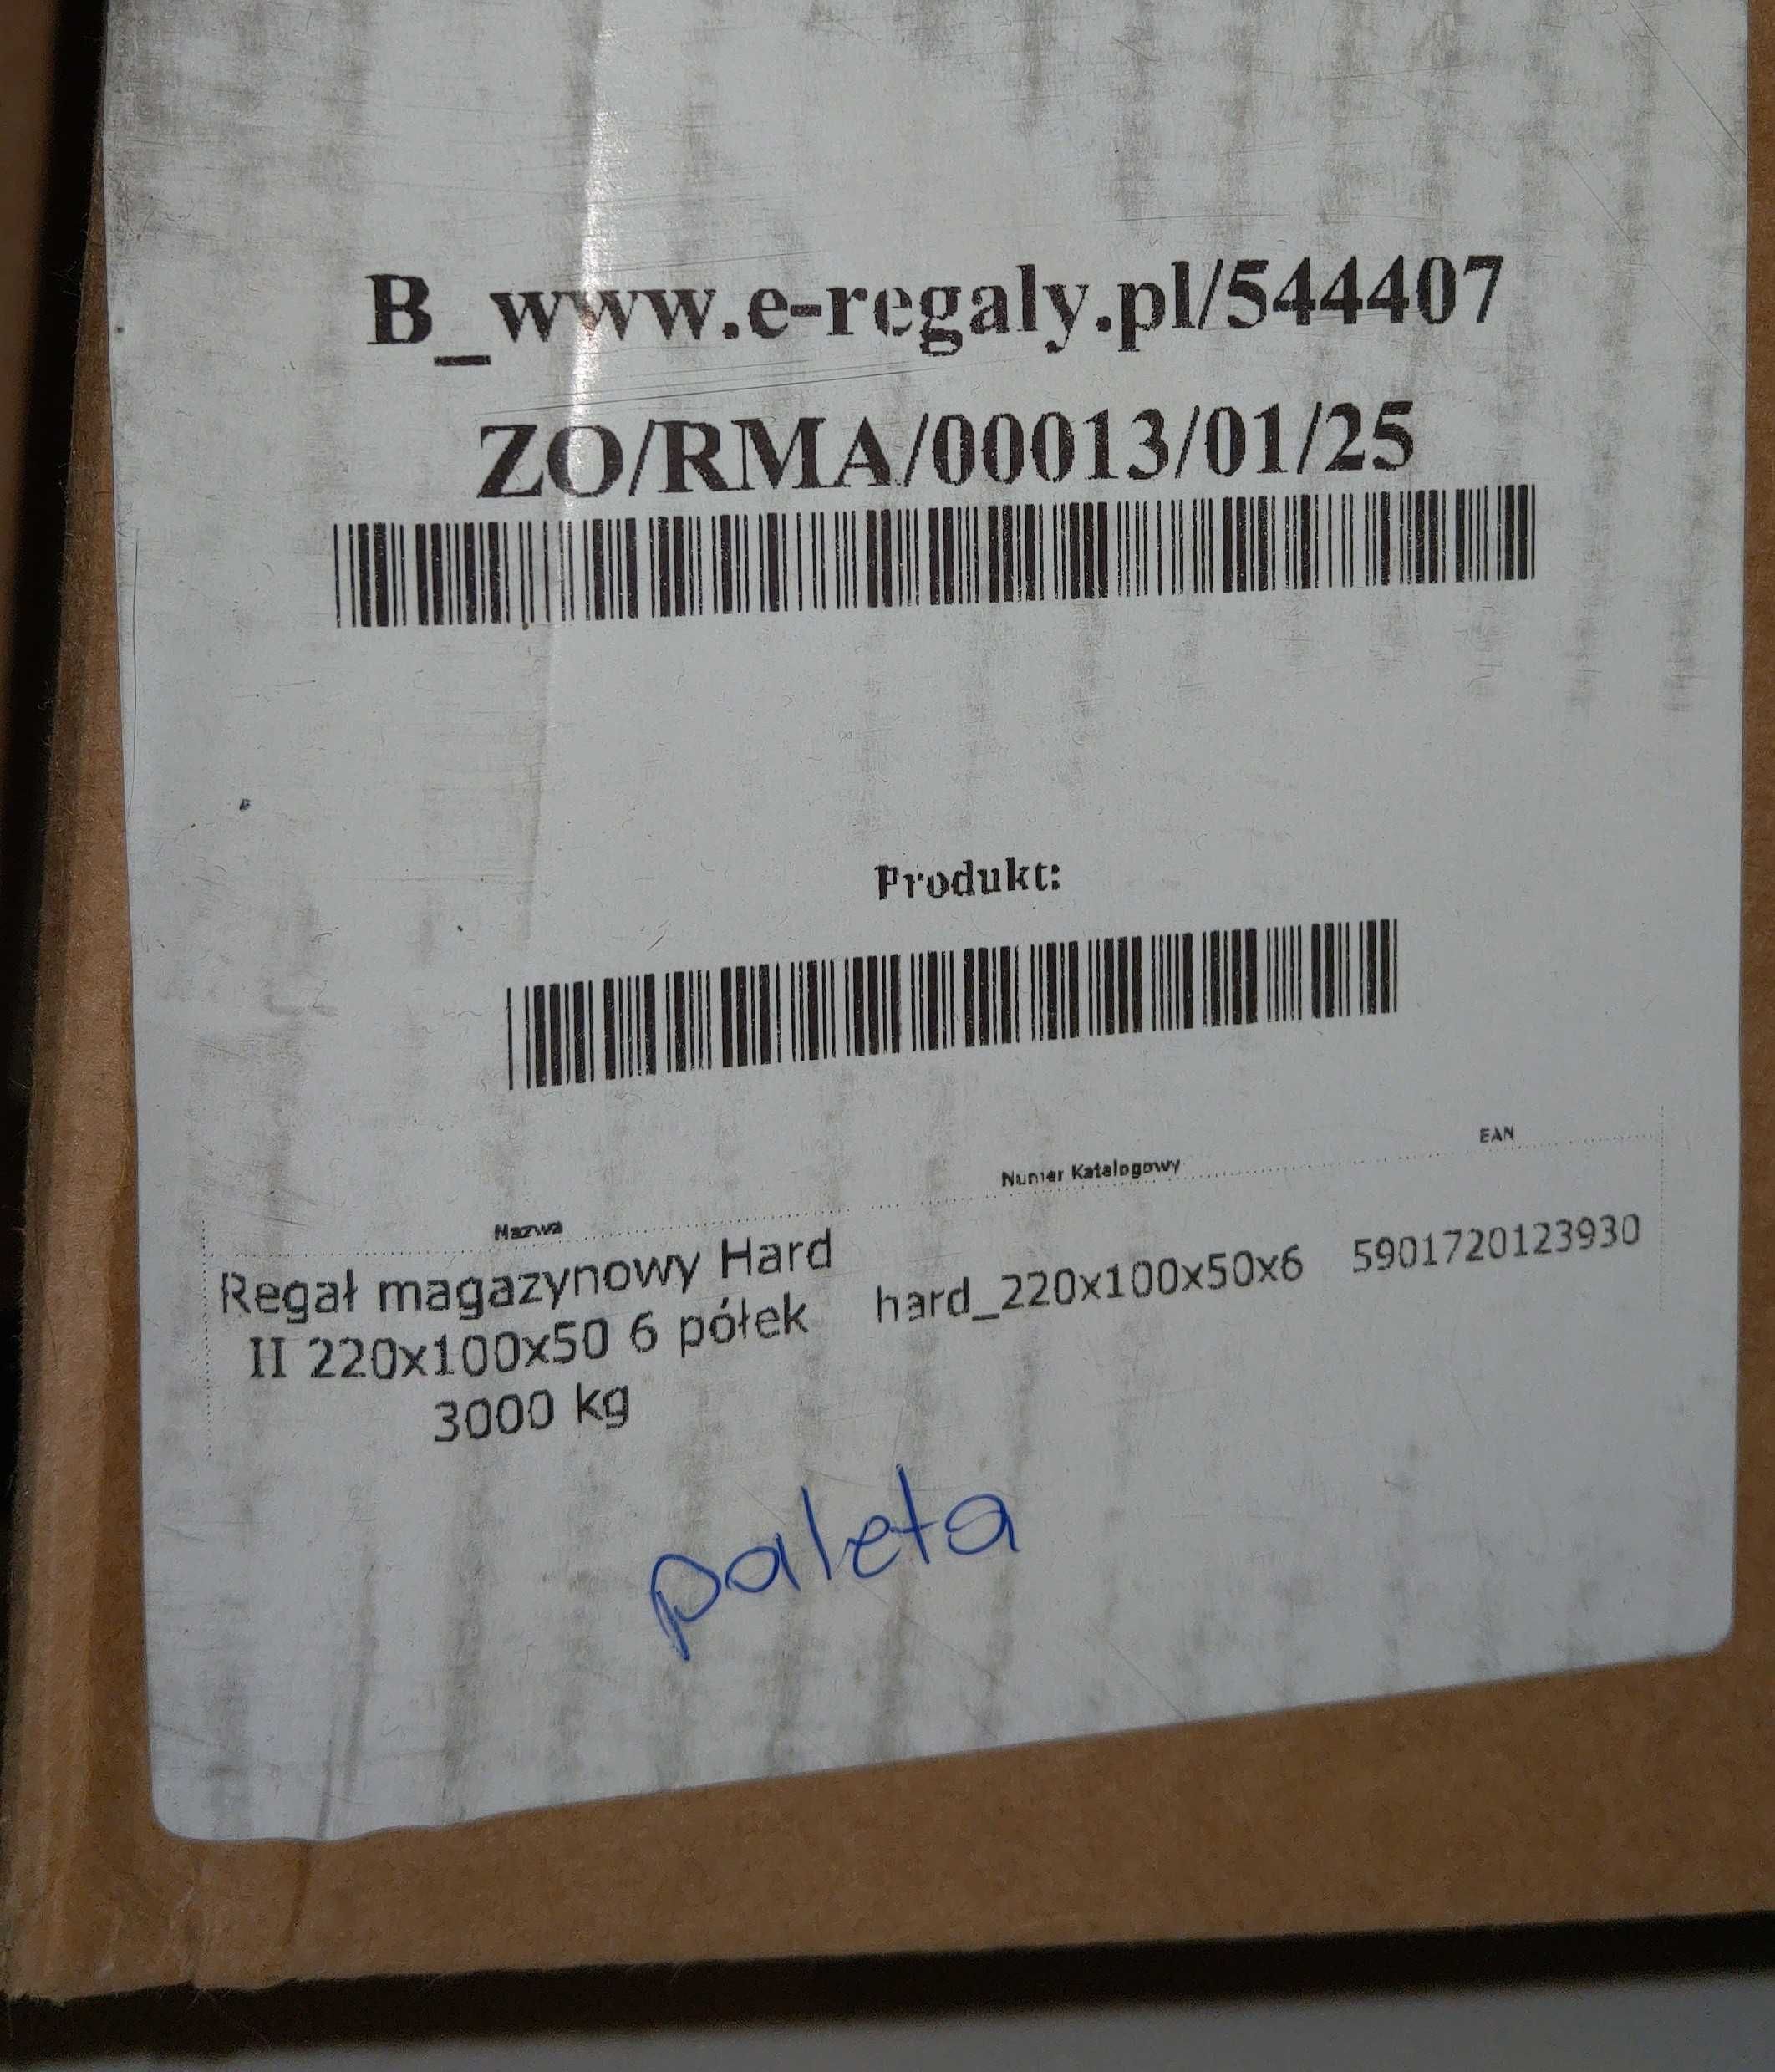 B_www.e-regaly.pl/544407
ZO/RMA/00013/01/25
Produkt:
Nazwa Numer Katalogowy EAN
Regał magazynowy Hard hard_220x100x50x6 5901720123930
II 220x100x50 6 półek
3000 kg
paleta